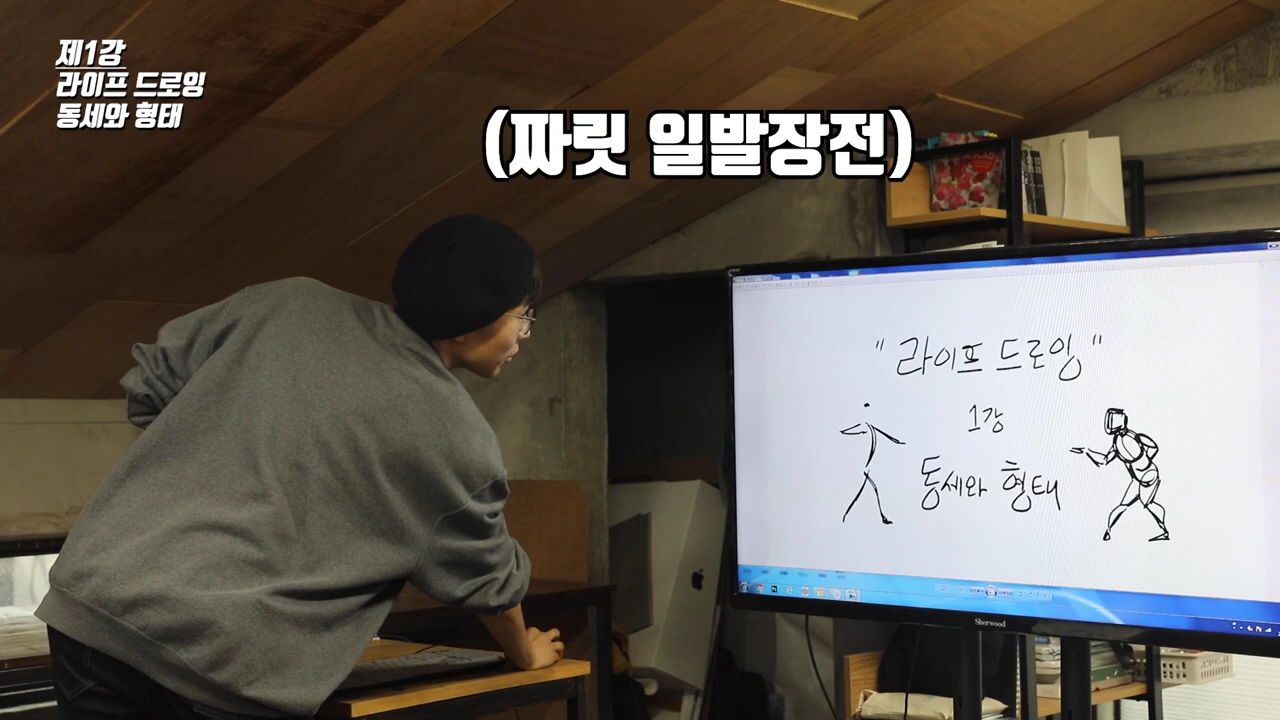 제1강
라이프 드로잉
동세와 형태
(짜릿 일발장전)
"라이프 드로잉"
1강
동세와 형태
Sherwood